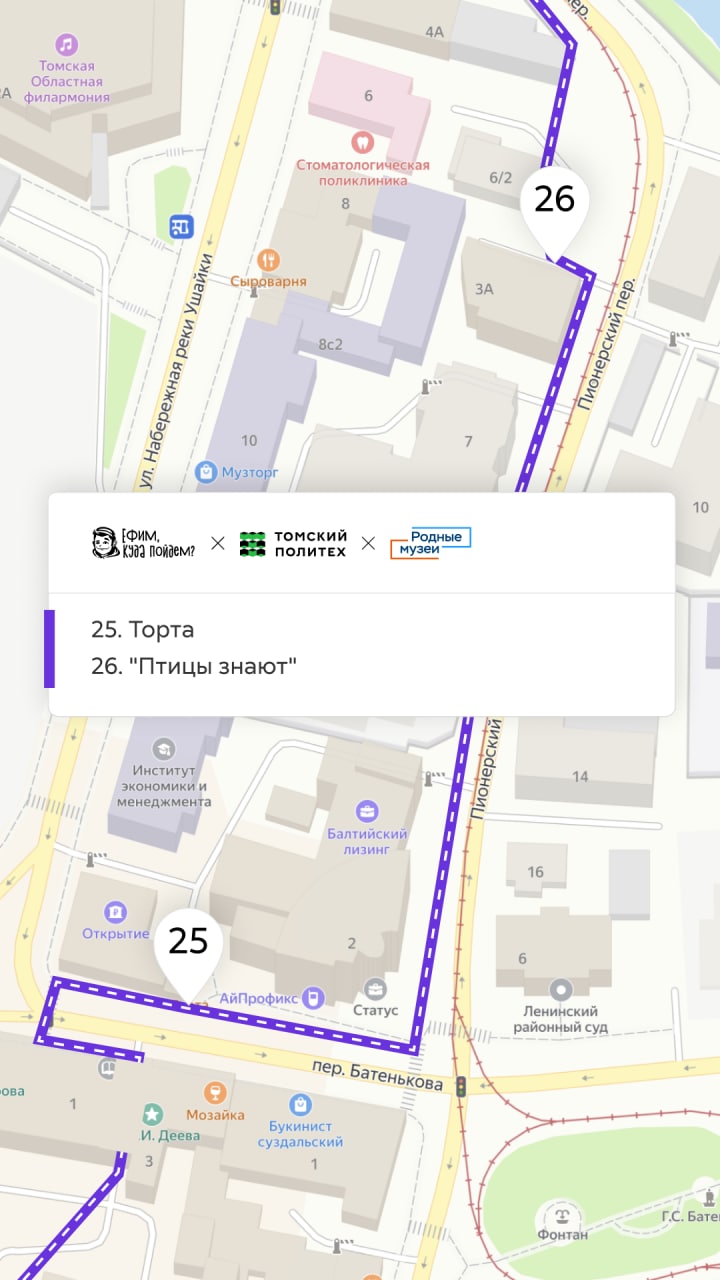 пер.
4А
Томская
Областная
филармония
6
Стоматологическая
поликлиника
6/2
26
8
Сыроварня
3А
ул. Набережная реки Ушайки
Пионерский пер.
8с2
10
7
Музторг
10
ЕФИМ,
КУДА ПОЙДЕМ?
×
ТОМСКИЙ
ПОЛИТЕХ
×
Родные
музеи
25. Торта
26. "Птицы знают"
Институт
экономики и
менеджмента
Пионерский
14
Балтийский
лизинг
16
Открытие
25
2
6
АйПрофикс
Статус
Ленинский
районный суд
пер. Батенькова
1
Мозайка
.И. Деева
Букинист
суздальский
3
1
Фонтан
Г.С. Бате